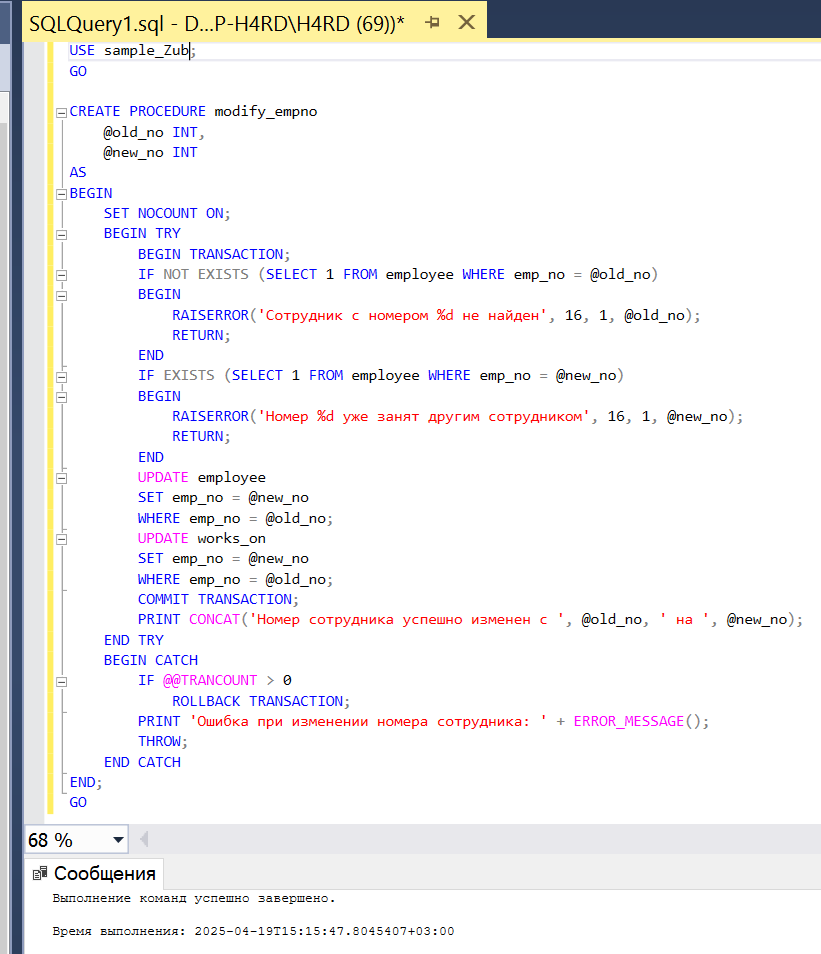 SQLQuery1.sql - D...P-H4RD\H4RD (69))*
USE sample_Zub;
GO
CREATE PROCEDURE modify_empno
@old_no INT,
@new_no INT
AS
BEGIN
SET NOCOUNT ON;
BEGIN TRY
BEGIN TRANSACTION;
IF NOT EXISTS (SELECT 1 FROM employee WHERE emp_no = @old_no)
BEGIN
RAISERROR('Сотрудник с номером %d не найден', 16, 1, @old_no);
RETURN;
END
IF EXISTS (SELECT 1 FROM employee WHERE emp_no = @new_no)
BEGIN
RAISERROR('Номер %d уже занят другим сотрудником', 16, 1, @new_no);
RETURN;
END
UPDATE employee
SET emp_no = @new_no
WHERE emp_no = @old_no;
UPDATE works_on
SET emp_no = @new_no
WHERE emp_no = @old_no;
COMMIT TRANSACTION;
PRINT CONCAT('Номер сотрудника успешно изменен с ', @old_no, ' на ', @new_no);
END TRY
BEGIN CATCH
IF @@TRANCOUNT > 0
ROLLBACK TRANSACTION;
PRINT 'Ошибка при изменении номера сотрудника: ' + ERROR_MESSAGE();
THROW;
END CATCH
END;
GO
68 %
Сообщения
Выполнение команд успешно завершено.
Время выполнения: 2025-04-19T15:15:47.8045407+03:00